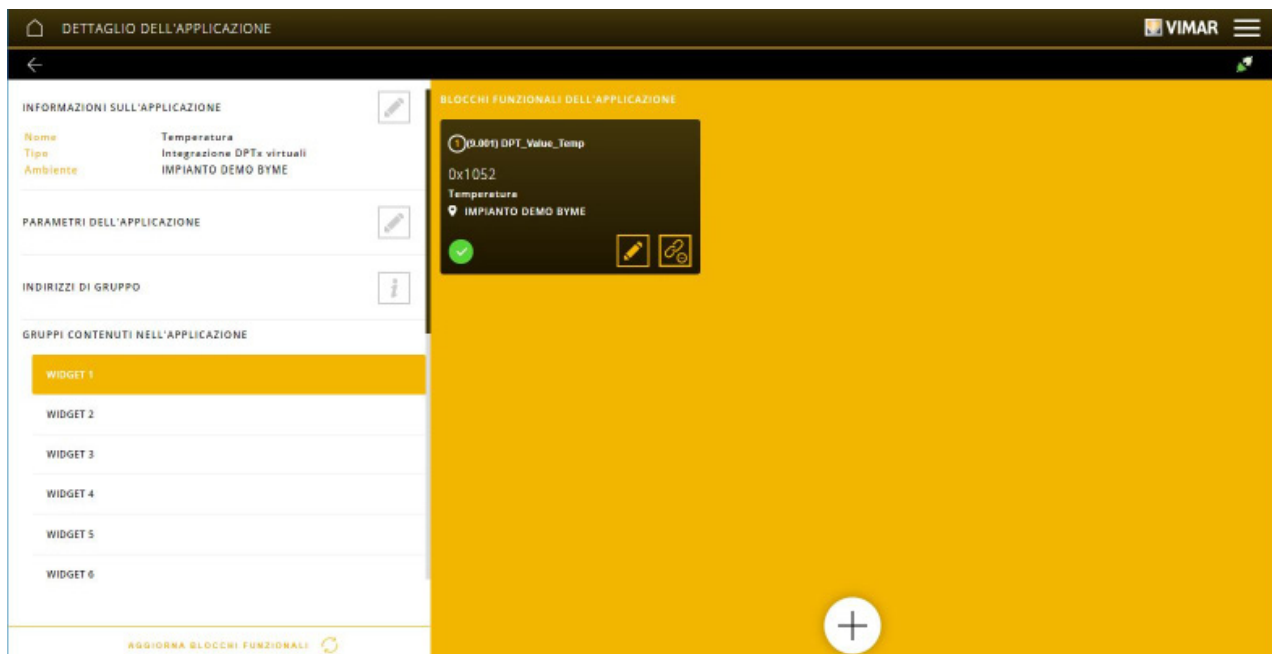 DETTAGLIO DELL'APPLICAZIONE
VIMAR
INFORMAZIONI SULL'APPLICAZIONE
Nome Temperatura
Tipo Integrazione DPTx virtuali
Ambiente IMPIANTO DEMO BYME
PARAMETRI DELL'APPLICAZIONE
INDIRIZZI DI GRUPPO
i
GRUPPI CONTENUTI NELL'APPLICAZIONE
WIDGET 1
WIDGET 2
WIDGET 3
WIDGET 4
WIDGET 5
WIDGET 6
AGGIORNA BLOCCHI FUNZIONALI
BLOCCHI FUNZIONALI DELL'APPLICAZIONE
1 (9.001) DPT_Value_Temp
0x1052
Temperatura
IMPIANTO DEMO BYME